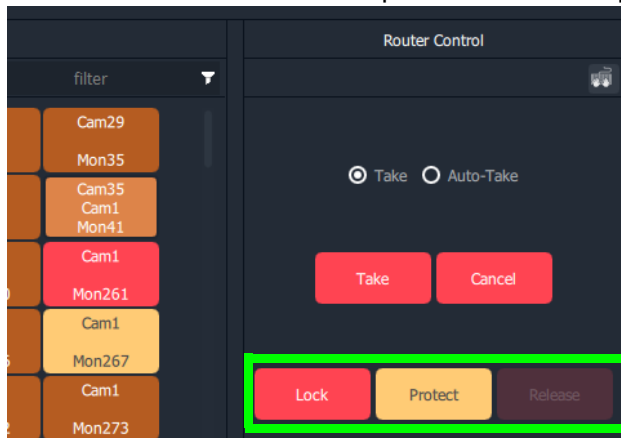 Router Control
filter
Cam29
Mon35
Cam35
Cam1
Mon41
Take
Auto-Take
Cam1
Mon261
Take
Cancel
Cam1
Mon267
Lock
Protect
Release
Cam1
Mon273